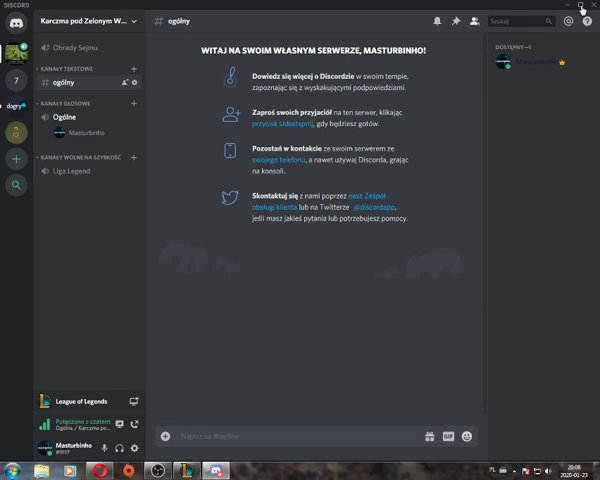 DISCORD
Karczma pod Zelonym W...
# ogólny
Szukaj
Obrady Sejmu
KANAŁY TEKSTOWE
# ogólny
KANAŁY GŁOSOWE
Ogólne
Masturbinho
KANAŁY WOLNE NA SZYBKOŚĆ
Liga Legend
7
dogry
WITAJ NA SWOIM WŁASNYM SERWERZE, MASTURBINHO!
Dowiedz się więcej o Discordzie w swoim tempie,
zapoznając się z wyskakującymi podpowiedziami.
Zaproś swoich przyjaciół na ten serwer, klikając
przycisk Udostępnij, gdy będziesz gotów.
Pozostań w kontakcie ze swoim serwerem ze
swojego telefonu, a nawet używaj Discorda, grając
na konsoli.
Skontaktuj się z nami poprzez nasz Zespół
obsługi klienta lub na Twitterze @discordapp,
jeśli masz jakieś pytania lub potrzebujesz pomocy.
DOSTĘPNY—1
Masturbinho
League of Legends
Połączono z czatem
Ogólne / Karczma po...
Masturbinho
#9117
Napisz na #ogólny
GIF
PL
20:08
2020-01-23